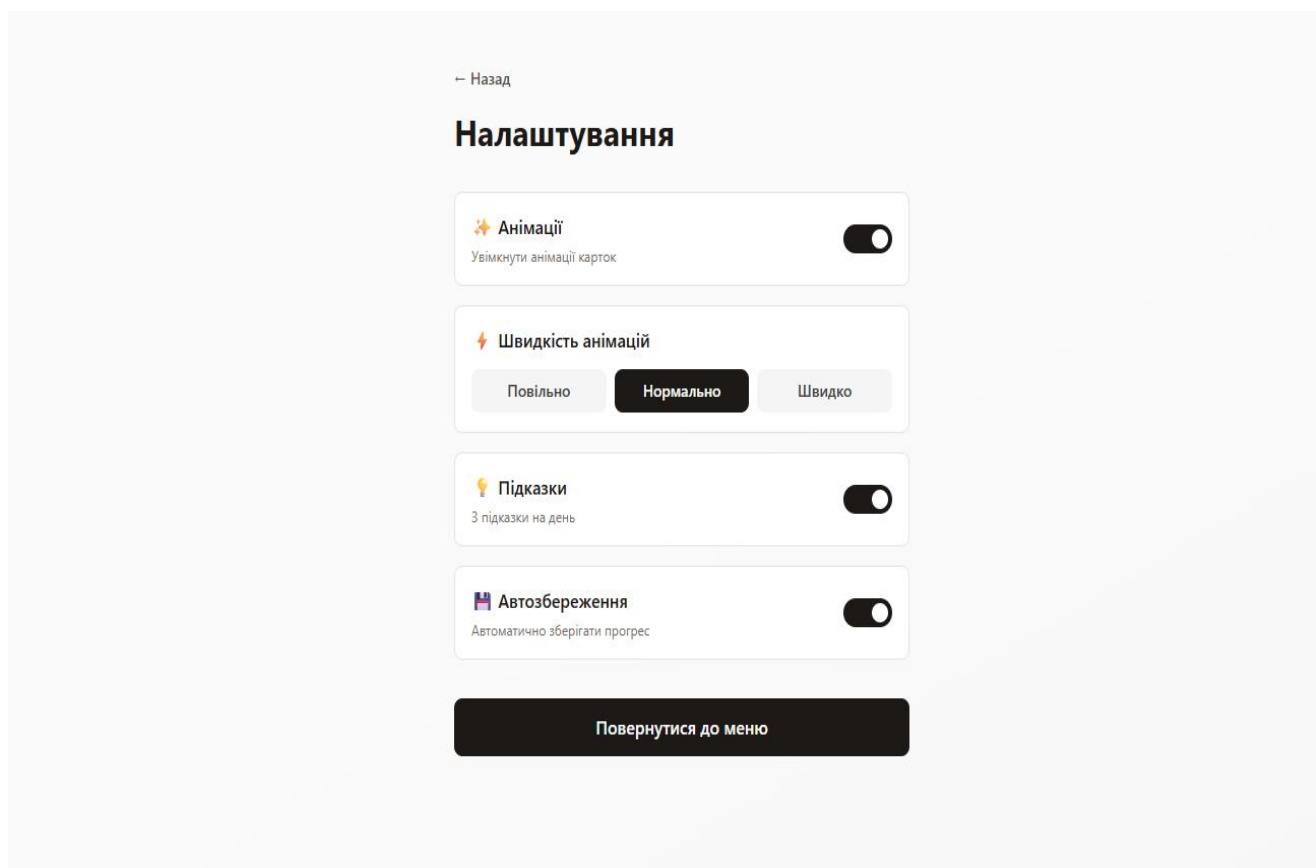 ← Назад
Налаштування
✨ Анімації
Увімкнути анімації карток
⚡ Швидкість анімацій
Повільно Нормально Швидко
💡 Підказки
3 підказки на день
💾 Автозбереження
Автоматично зберігати прогрес
Повернутися до меню